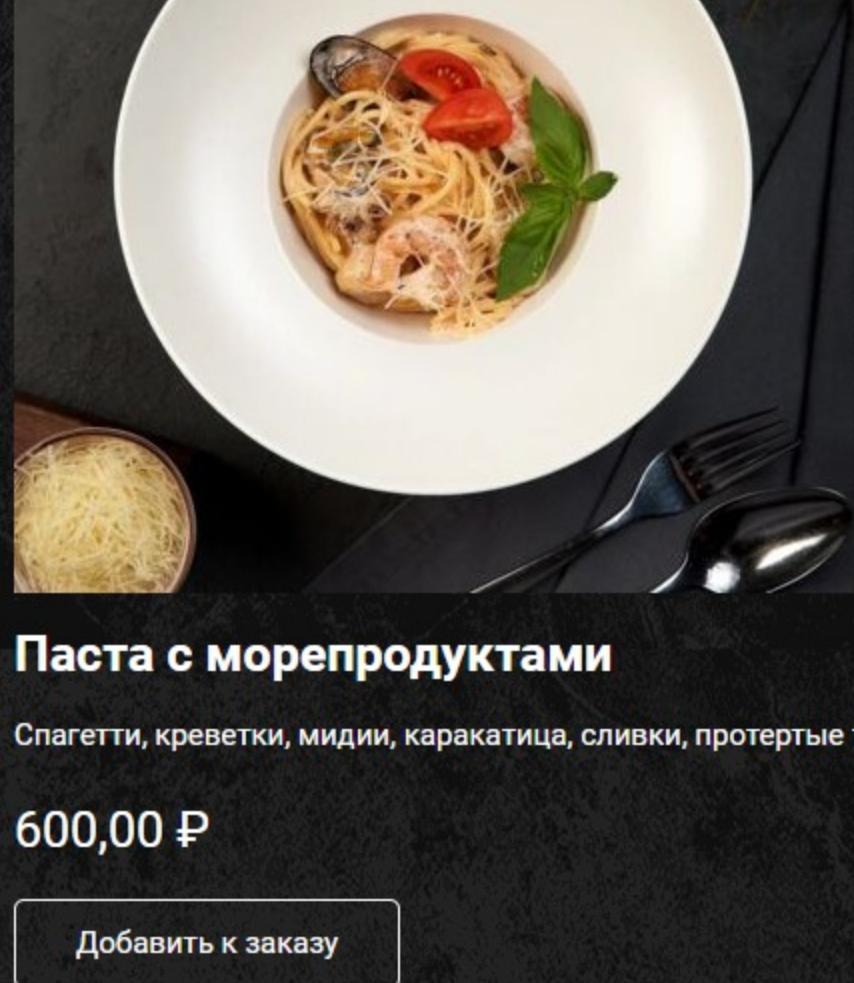 Паста с морепродуктами
Спагетти, креветки, мидии, каракатица, сливки, протертые
600,00 ₽
Добавить к заказу